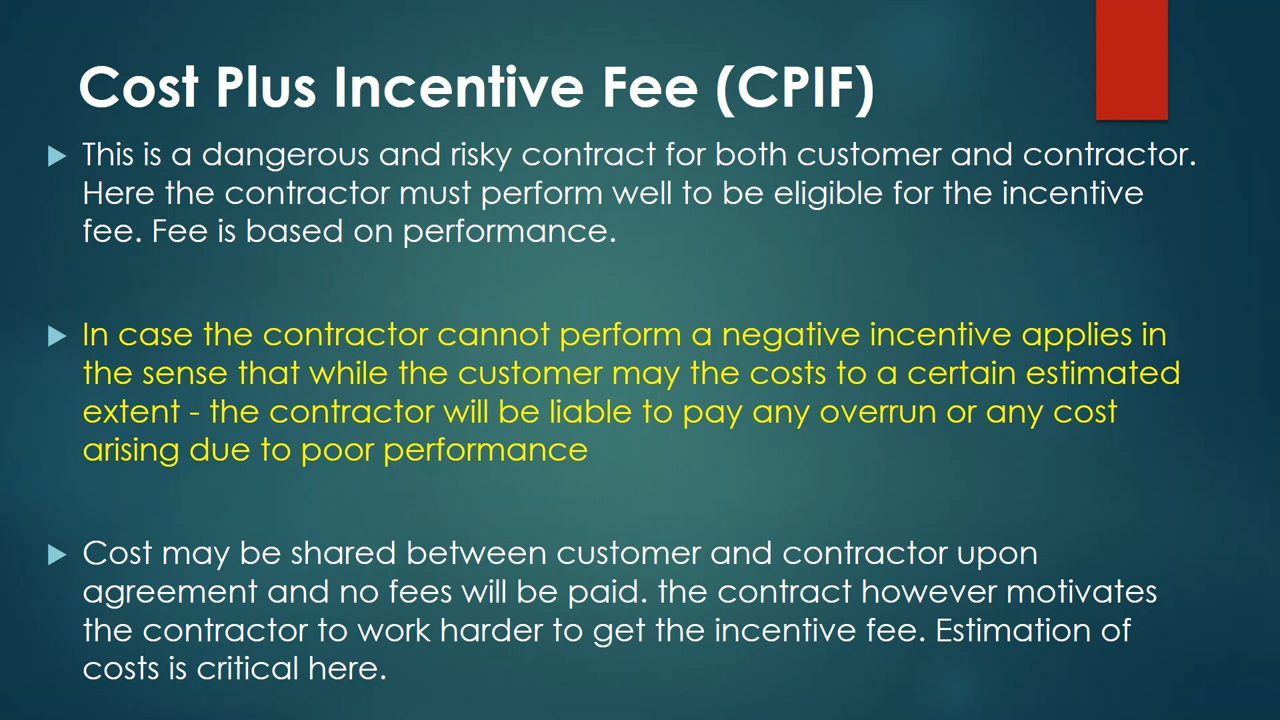 Cost Plus Incentive Fee (CPIF)
This is a dangerous and risky contract for both customer and contractor.
Here the contractor must perform well to be eligible for the incentive
fee. Fee is based on performance.
In case the contractor cannot perform a negative incentive applies in
the sense that while the customer may the costs to a certain estimated
extent - the contractor will be liable to pay any overrun or any cost
arising due to poor performance
Cost may be shared between customer and contractor upon
agreement and no fees will be paid. the contract however motivates
the contractor to work harder to get the incentive fee. Estimation of
costs is critical here.